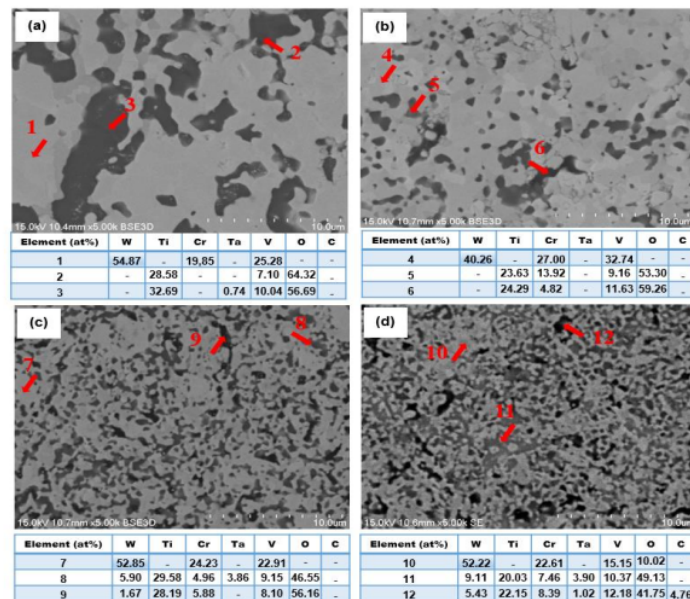 (a)
2
3
1
15.0kV 10.4mm x5.00k BSE3D 10.0um
Element (at%) W Ti Cr Ta V O C
1 54.87 - 19,85 25.28 -
2 - 28.58 - - 7.10 64.32 -
3 - 32.69 - 0.74 10.04 56.69 -
(b)
4
5
6
15.0kV 10.7mm x5.00k BSE3D 10.0um
Element (at%) W Ti Cr Ta V O C
4 40.26 - 27.00 - 32.74 -
5 - 23.63 13.92 - 9.16 53.30 -
6 - 24.29 4.82 - 11.63 59.26 -
(c)
9
8
7
15.0kV 10.7mm x5.00k BSE3D 10.0um
Element (at%) W Ti Cr Ta V O C
7 52.85 - 24.23 22.91 - -
8 5.90 29.58 4.96 3.86 9.15 46.55 -
9 1.67 28.19 5.88 - 8.10 56.16 -
(d)
12
10
11
15.0kV 10.6mm x5.00k SE 10.0um
Element (at%) W Ti Cr Ta V O C
10 52.22 - 22.61 - 15.15 10.02 -
11 9.11 20.03 7.46 3.90 10.37 49.13 -
12 5.43 22.15 8.39 1.02 12.18 41.75 4.76